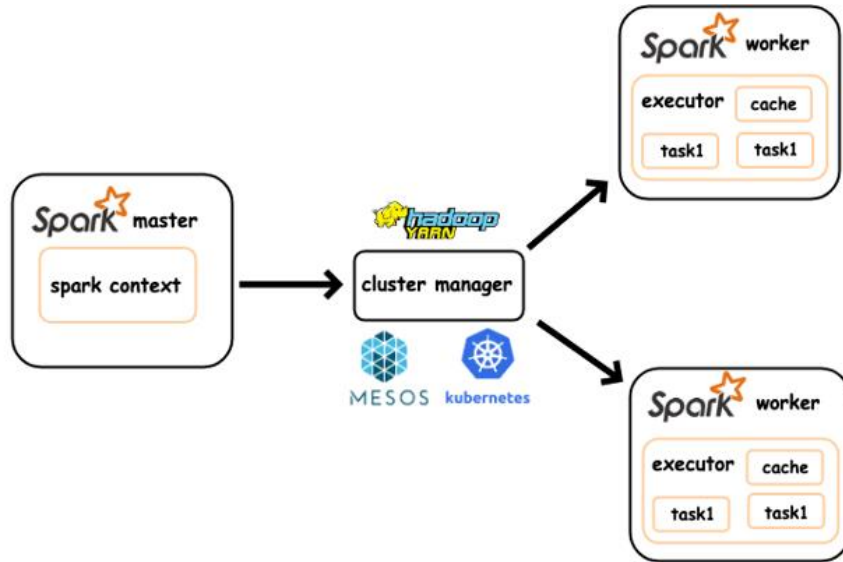 Spark master
spark context
hadoop
YARN
cluster manager
MESOS
kubernetes
Spark worker
executor
cache
task1 task1
Spark worker
executor
cache
task1 task1